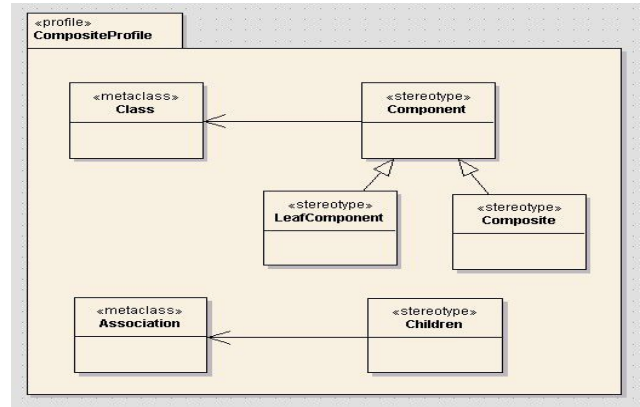 «profile»
CompositeProfile
«metaclass»
Class
«stereotype»
Component
«stereotype»
LeafComponent
«stereotype»
Composite
«metaclass»
Association
«stereotype»
Children